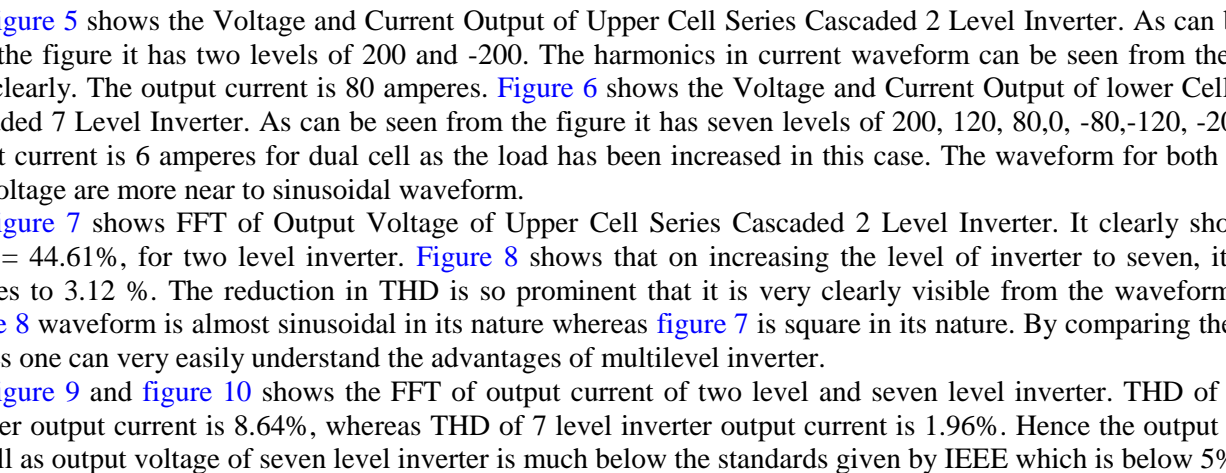 igure 5 shows the Voltage and Current Output of Upper Cell Series Cascaded 2 Level Inverter. As can
the figure it has two levels of 200 and -200. The harmonics in current waveform can be seen from the
clearly. The output current is 80 amperes. Figure 6 shows the Voltage and Current Output of lower Cell
ded 7 Level Inverter. As can be seen from the figure it has seven levels of 200, 120, 80,0, -80,-120, -20
t current is 6 amperes for dual cell as the load has been increased in this case. The waveform for both
oltage are more near to sinusoidal waveform.
igure 7 shows FFT of Output Voltage of Upper Cell Series Cascaded 2 Level Inverter. It clearly sho
= 44.61%, for two level inverter. Figure 8 shows that on increasing the level of inverter to seven, it
es to 3.12 %. The reduction in THD is so prominent that it is very clearly visible from the waveform
e 8 waveform is almost sinusoidal in its nature whereas figure 7 is square in its nature. By comparing the
s one can very easily understand the advantages of multilevel inverter.
igure 9 and figure 10 shows the FFT of output current of two level and seven level inverter. THD of
er output current is 8.64%, whereas THD of 7 level inverter output current is 1.96%. Hence the output
ll as output voltage of seven level inverter is much below the standards given by IEEE which is below 5%